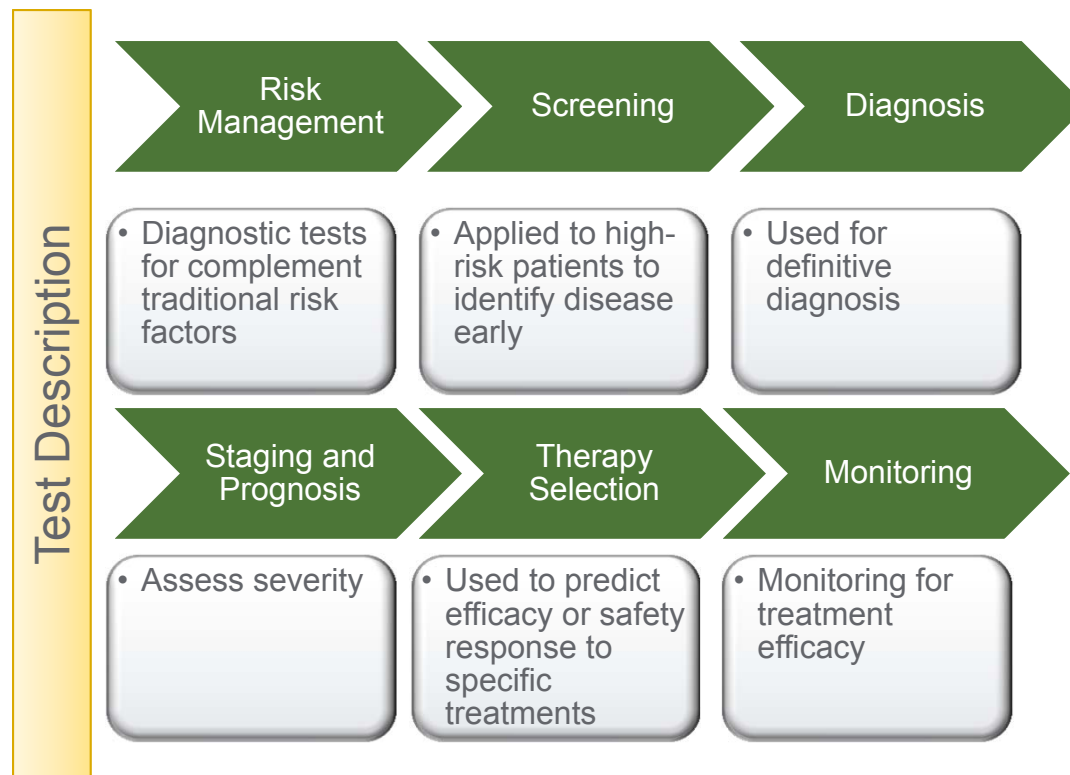 Test Description
Risk
Management
Screening
Diagnosis
• Diagnostic tests
for complement
traditional risk
factors
• Applied to high-
risk patients to
identify disease
early
• Used for
definitive
diagnosis
Staging and
Prognosis
Therapy
Selection
Monitoring
• Assess severity
• Used to predict
efficacy or safety
response to
specific
treatments
• Monitoring for
treatment
efficacy